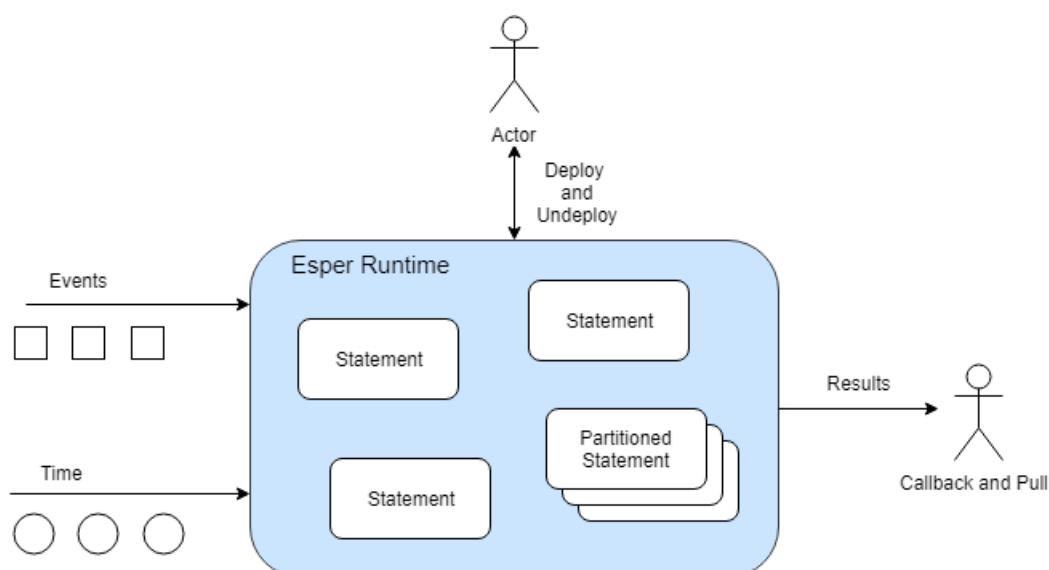 Actor
Deploy
and
Undeploy
Esper Runtime
Events
Statement
Statement
Results
Partitioned
Statement
Time
Statement
Callback and Pull